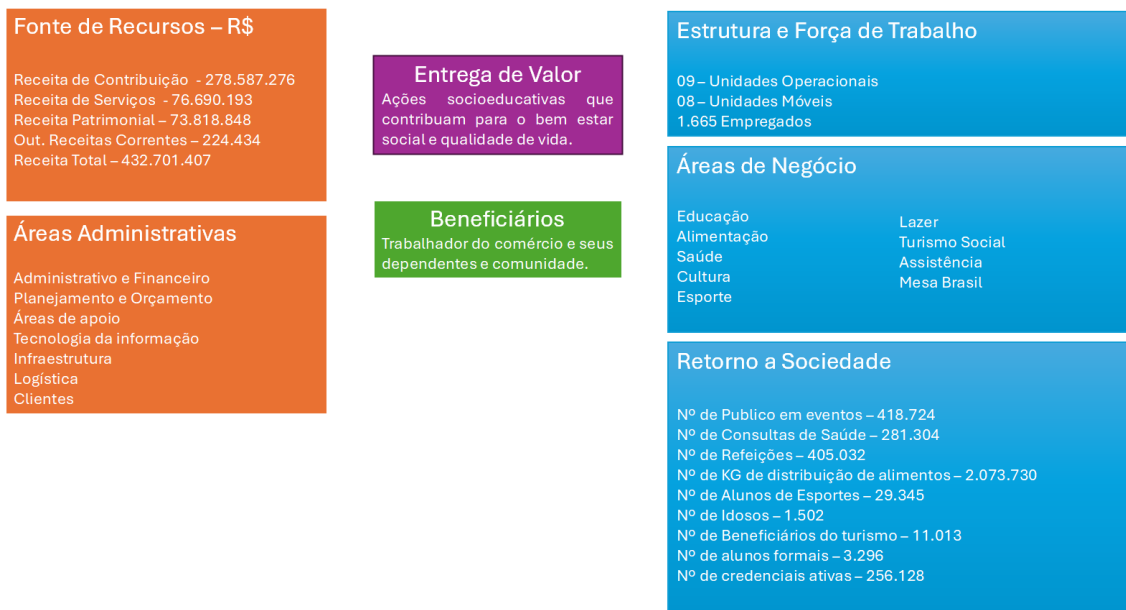 Fonte de Recursos – R$
Receita de Contribuição - 278.587.276
Receita de Serviços - 76.690.193
Receita Patrimonial – 73.818.848
Out. Receitas Correntes – 224.434
Receita Total – 432.701.407
Áreas Administrativas
Administrativo e Financeiro
Planejamento e Orçamento
Áreas de apoio
Tecnologia da informação
Infraestrutura
Logística
Clientes
Entrega de Valor
Ações socioeducativas que
contribuam para o bem estar
social e qualidade de vida.
Beneficiários
Trabalhador do comércio e seus
dependentes e comunidade.
Estrutura e Força de Trabalho
09 – Unidades Operacionais
08 – Unidades Móveis
1.665 Empregados
Áreas de Negócio
Educação
Alimentação
Saúde
Cultura
Esporte
Lazer
Turismo Social
Assistência
Mesa Brasil
Retorno a Sociedade
Nº de Publico em eventos – 418.724
Nº de Consultas de Saúde – 281.304
Nº de Refeições – 405.032
Nº de KG de distribuição de alimentos – 2.073.730
Nº de Alunos de Esportes – 29.345
Nº de Idosos – 1.502
Nº de Beneficiários do turismo – 11.013
Nº de alunos formais – 3.296
Nº de credenciais ativas – 256.128